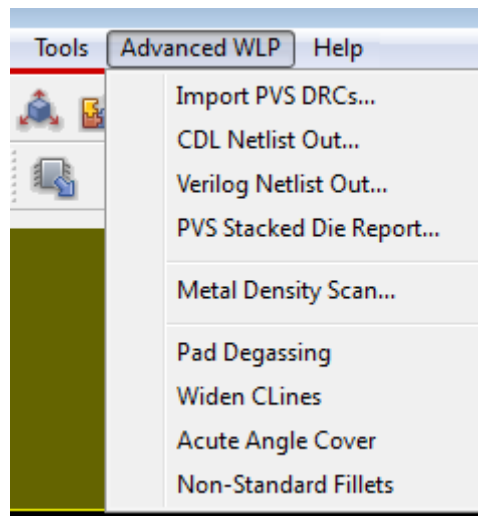 Tools Advanced WLP Help
Import PVS DRCs...
CDL Netlist Out...
Verilog Netlist Out...
PVS Stacked Die Report...
Metal Density Scan...
Pad Degassing
Widen CLines
Acute Angle Cover
Non-Standard Fillets